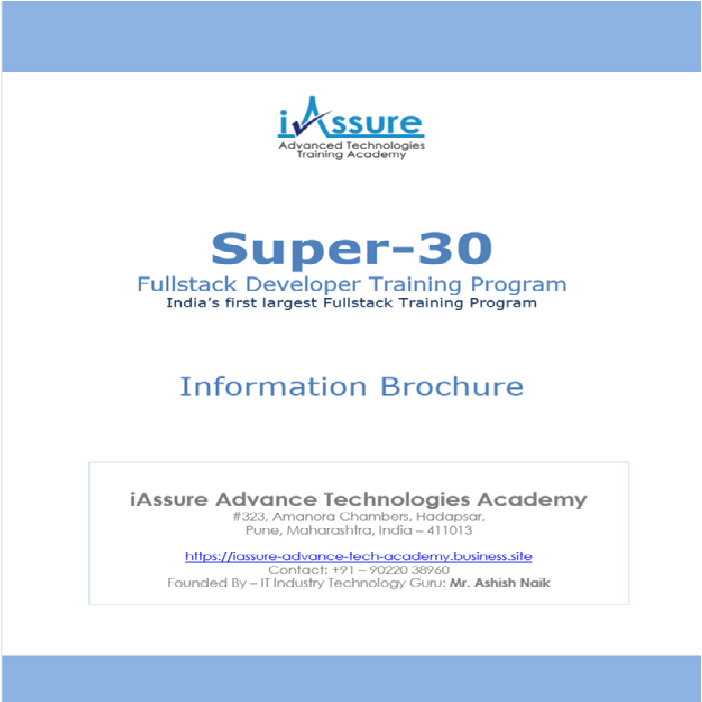 iAssure
Advanced Technologies
Training Academy
Super-30
Fullstack Developer Training Program
India's first largest Fullstack Training Program
Information Brochure
iAssure Advance Technologies Academy
#323, Amanora Chambers, Hadapsar,
Pune, Maharashtra, India – 411013
https://iassure-advance-tech-academy.business.site
Contact: +91 – 90220 38960
Founded By – IT Industry Technology Guru: Mr. Ashish Naik